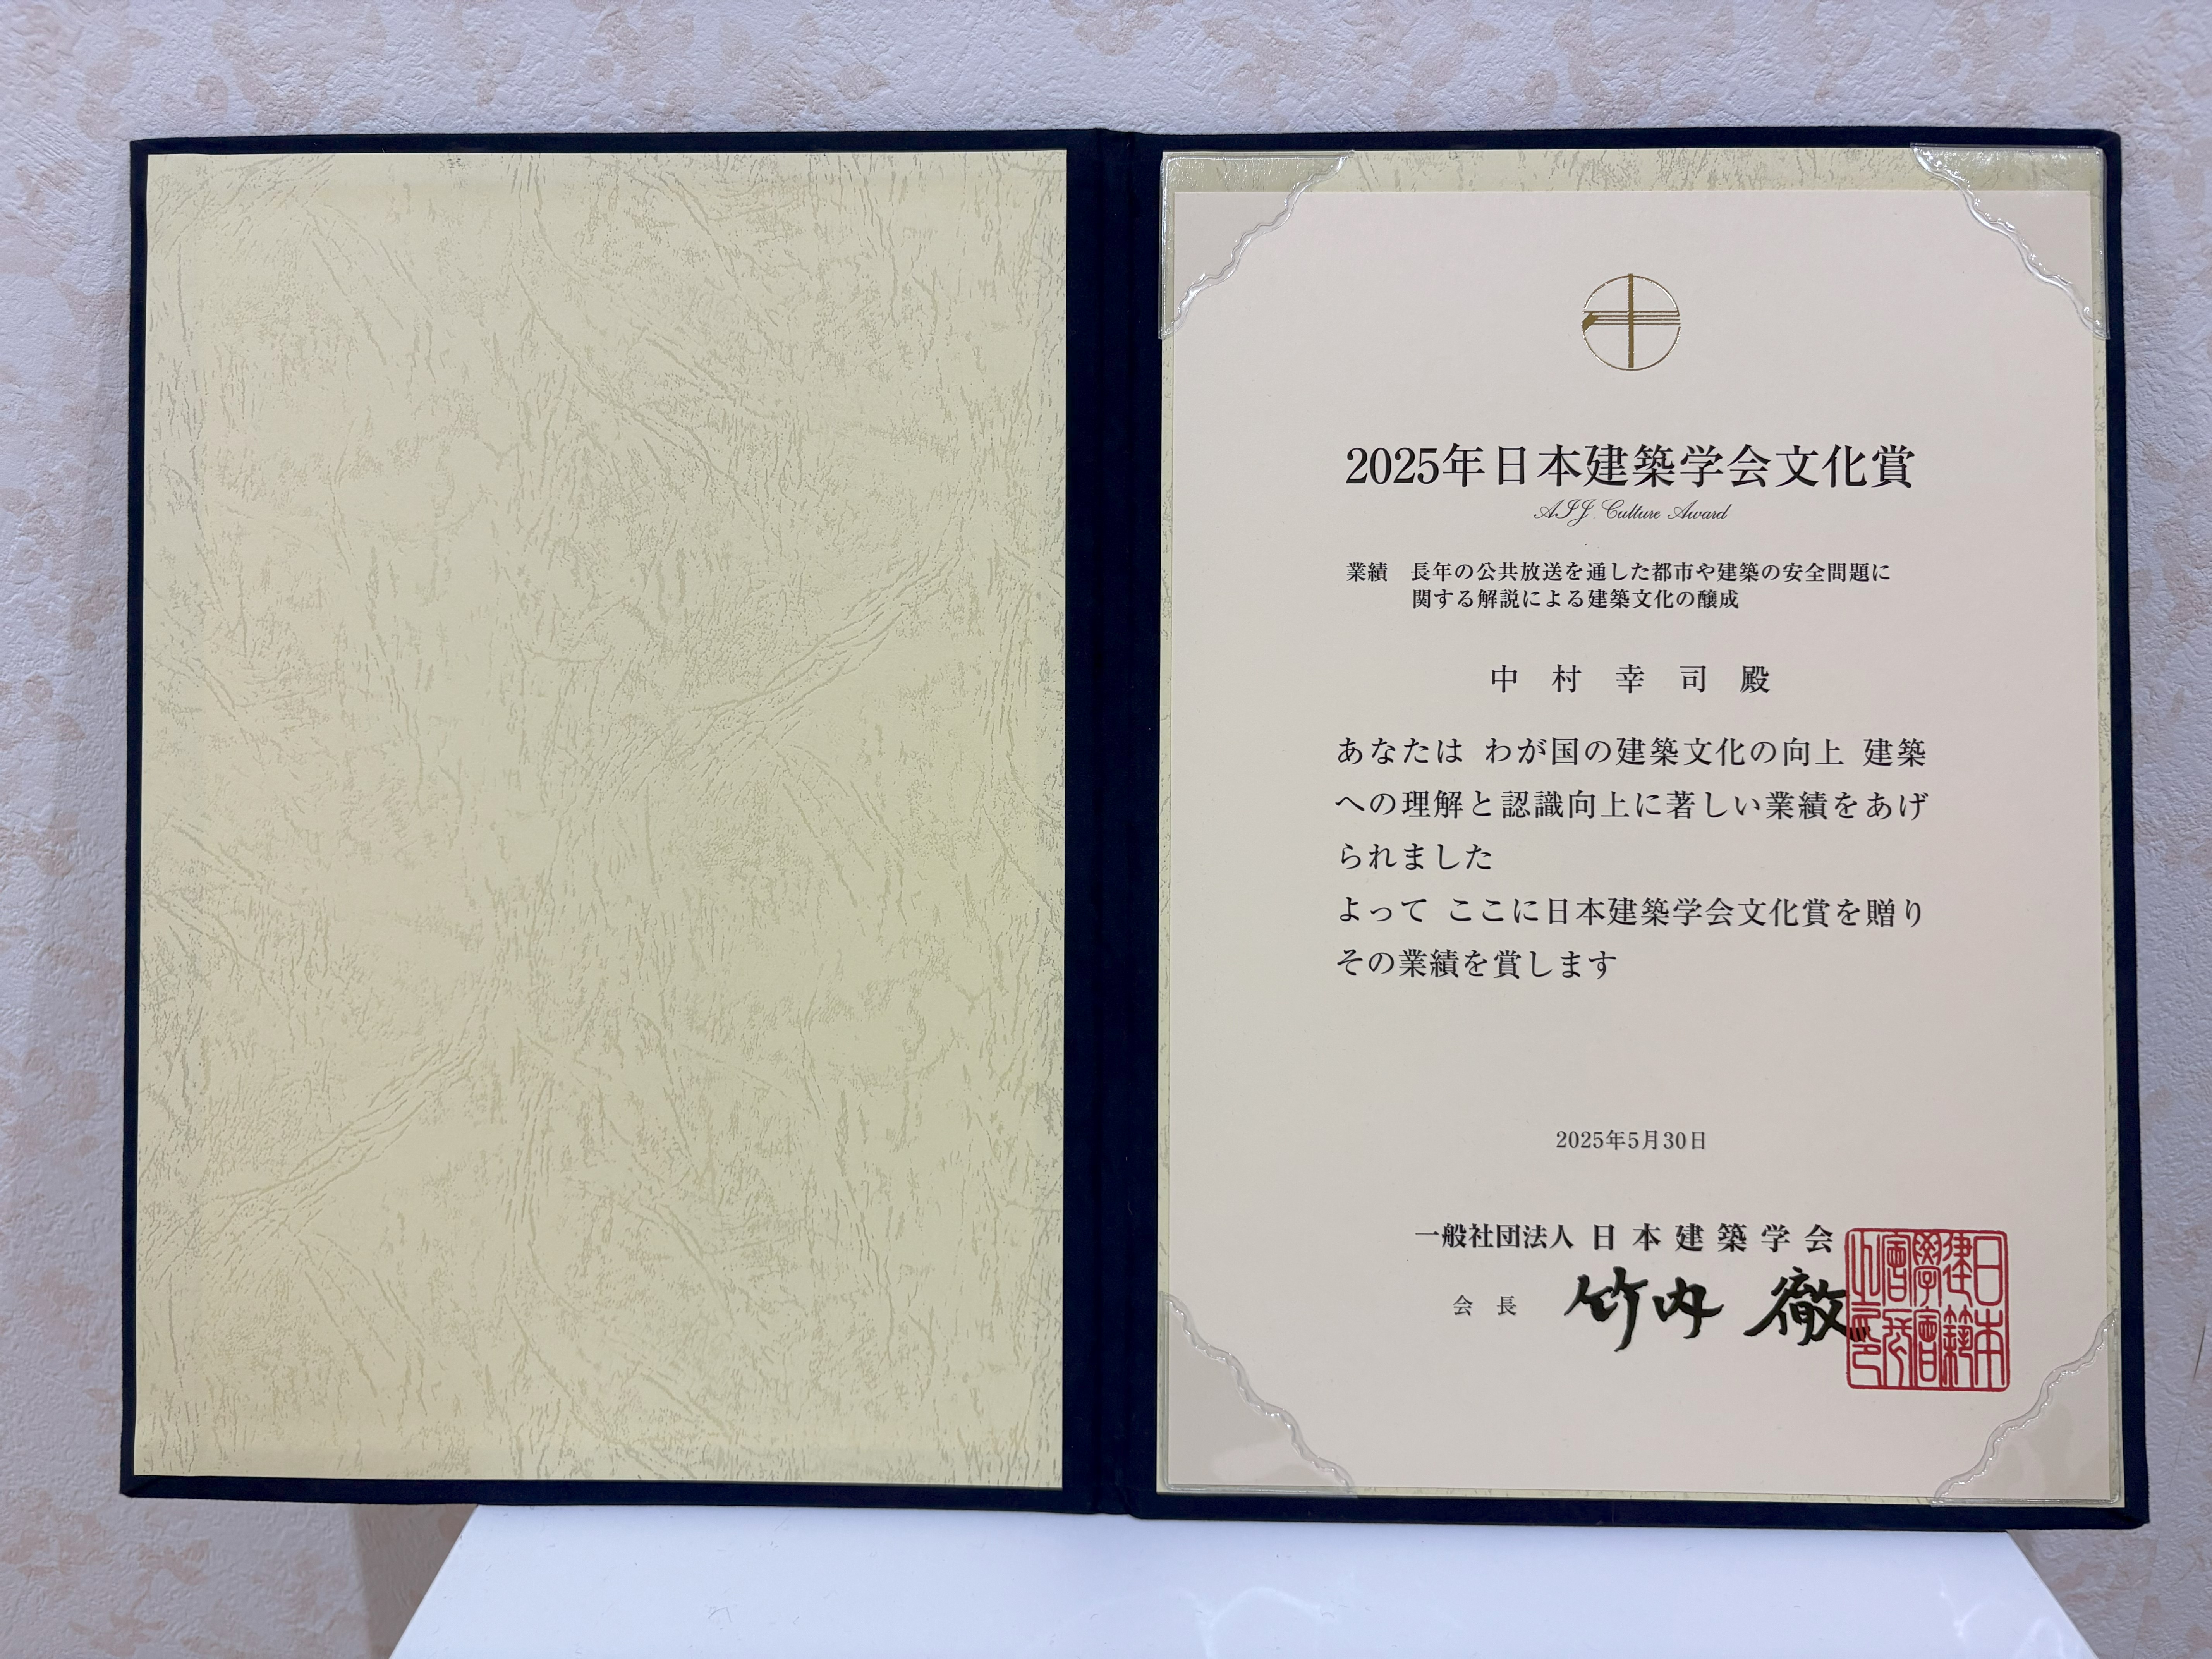 2025年日本建築学会文化賞
AIJ Culture Award
業績 長年の公共放送を通した都市や建築の安全問題に
関する解説による建築文化の醸成
中村幸司殿
あなたは わが国の建築文化の向上 建築
への理解と認識向上に著しい業績をあげ
られました
よって ここに日本建築学会文化賞を贈り
その業績を賞します
2025年5月30日
一般社団法人 日本建築学会
会長 竹内 徹